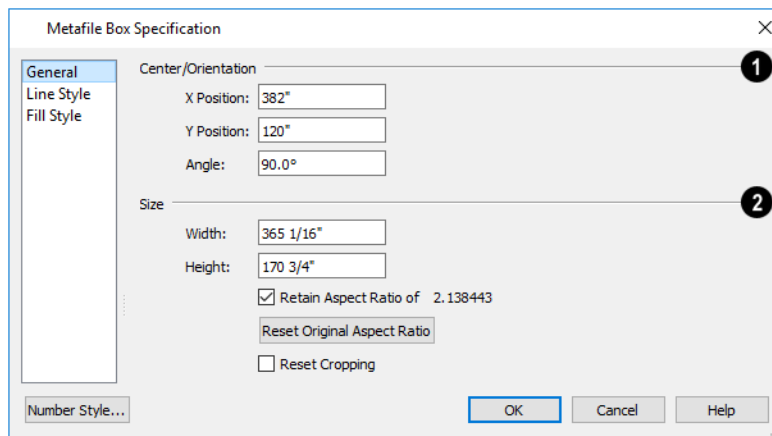 Metafile Box Specification
General
Line Style
Fill Style
Center/Orientation 1
X Position: 382"
Y Position: 120"
Angle: 90.0°
Size 2
Width: 365 1/16"
Height: 170 3/4"
Retain Aspect Ratio of 2.138443
Reset Original Aspect Ratio
Reset Cropping
Number Style... OK Cancel Help